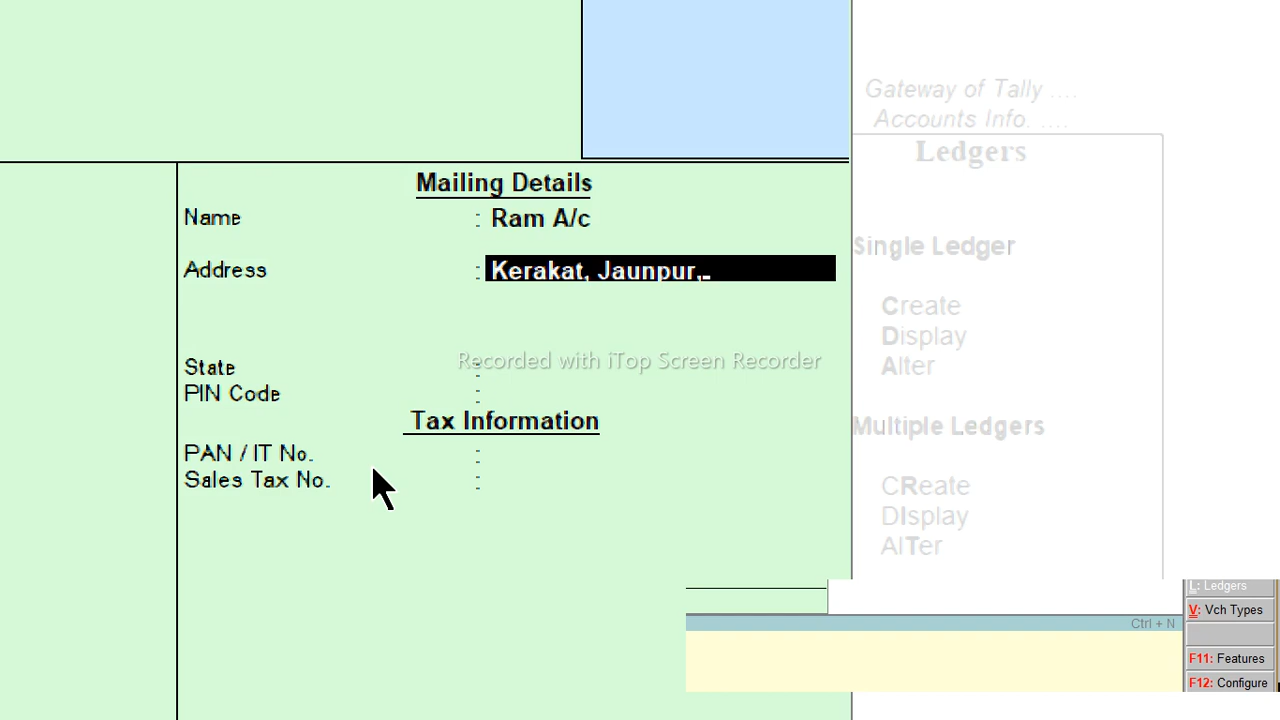 Gateway of Tally ....
Accounts Info. ....
Ledgers
Single Ledger
Create
Display
Alter
Multiple Ledgers
CReate
DIsplay
AlTer
Mailing Details
Name : Ram A/c
Address : Kerakat, Jaunpur,
State :
PIN Code :
Tax Information
PAN / IT No. :
Sales Tax No. :
Recorded with iTop Screen Recorder
L: Ledgers
V: Vch Types
Ctrl + N
F11: Features
F12: Configure